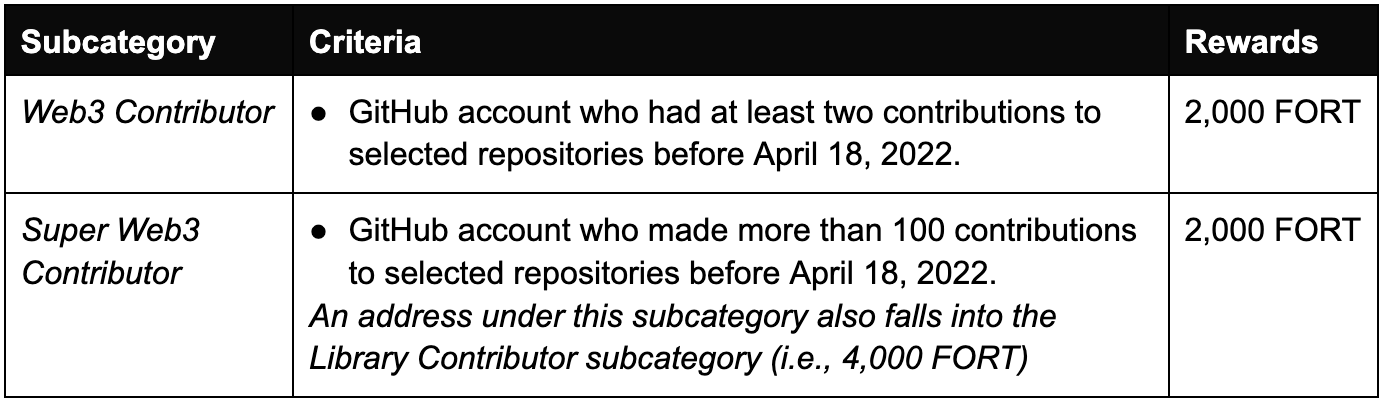 Subcategory Criteria Rewards
Web3 Contributor ● GitHub account who had at least two contributions to 2,000 FORT
selected repositories before April 18, 2022.
Super Web3 ● GitHub account who made more than 100 contributions 2,000 FORT
Contributor to selected repositories before April 18, 2022.
An address under this subcategory also falls into the
Library Contributor subcategory (i.e., 4,000 FORT)